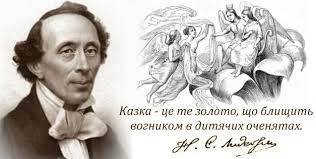 Казка - це те золото, що блищить
вогником в дитячих оченятах.